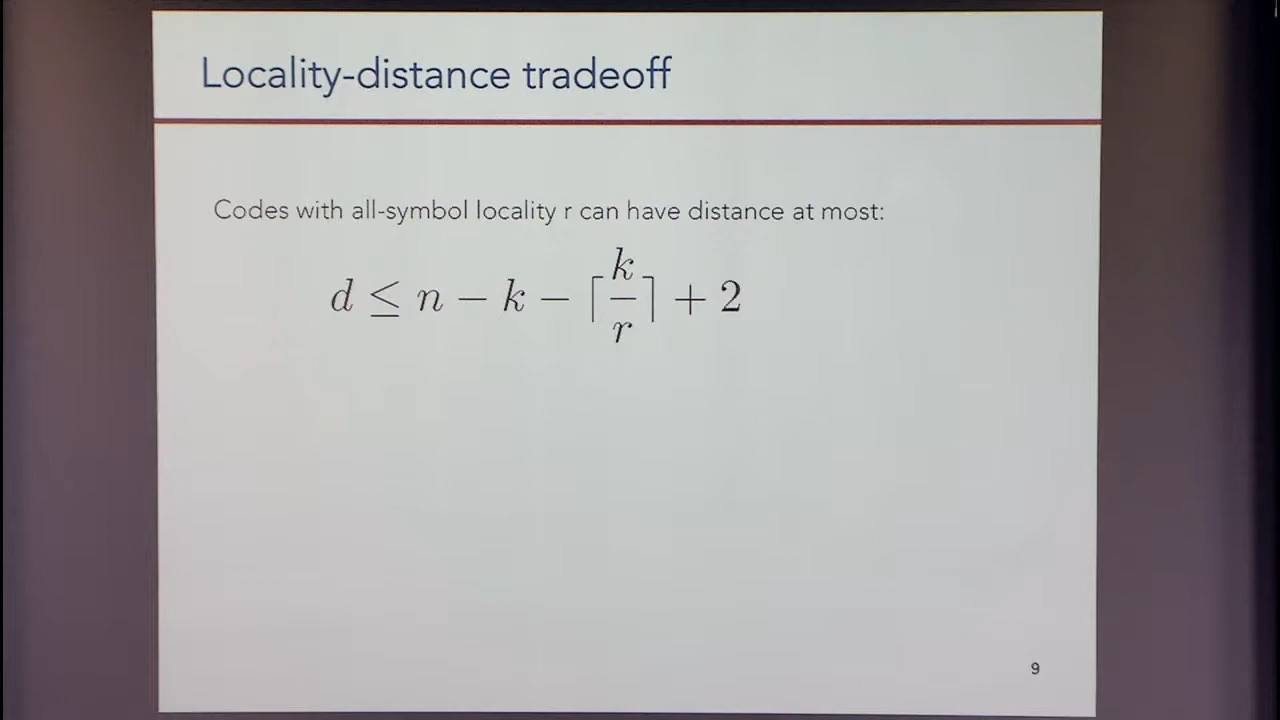 Locality-distance tradeoff
Codes with all-symbol locality r can have distance at most:
d ≤ n − k − ⌈k/r⌉ + 2
9